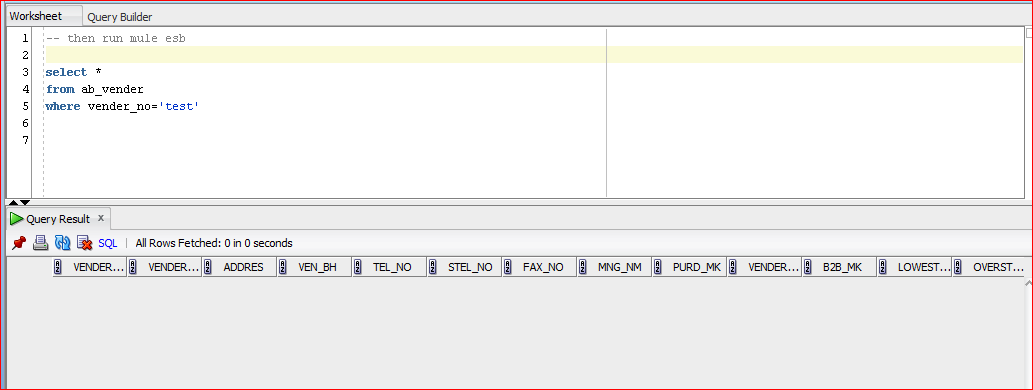 Worksheet Query Builder
1 -- then run mule esb
2
3 select *
4 from ab_vender
5 where vender_no='test'
6
7
Query Result x
SQL | All Rows Fetched: 0 in 0 seconds
VENDER... VENDER... ADDRES VEN_BH TEL_NO STEL_NO FAX_NO MNG_NM PURD_MK VENDER... B2B_MK LOWEST... OVERST...